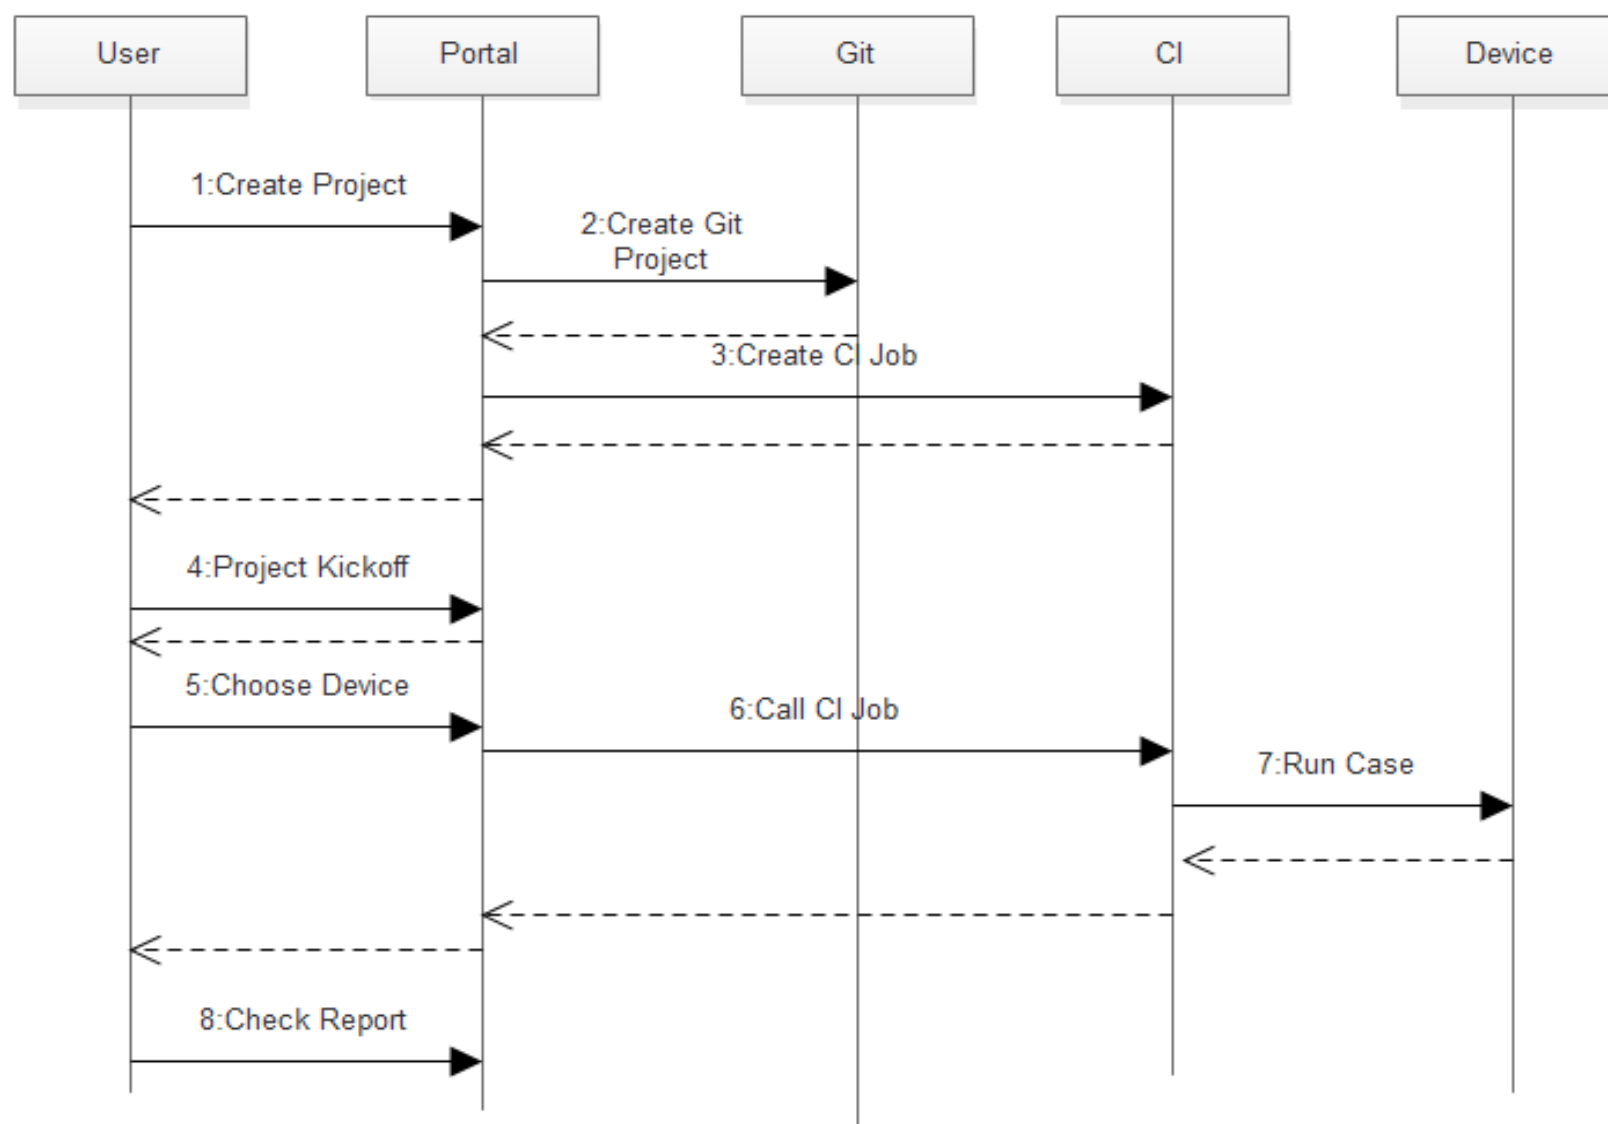 User
Portal
Git
CI
Device
1:Create Project
2:Create Git
Project
3:Create CI Job
4:Project Kickoff
5:Choose Device
6:Call CI Job
7:Run Case
8:Check Report